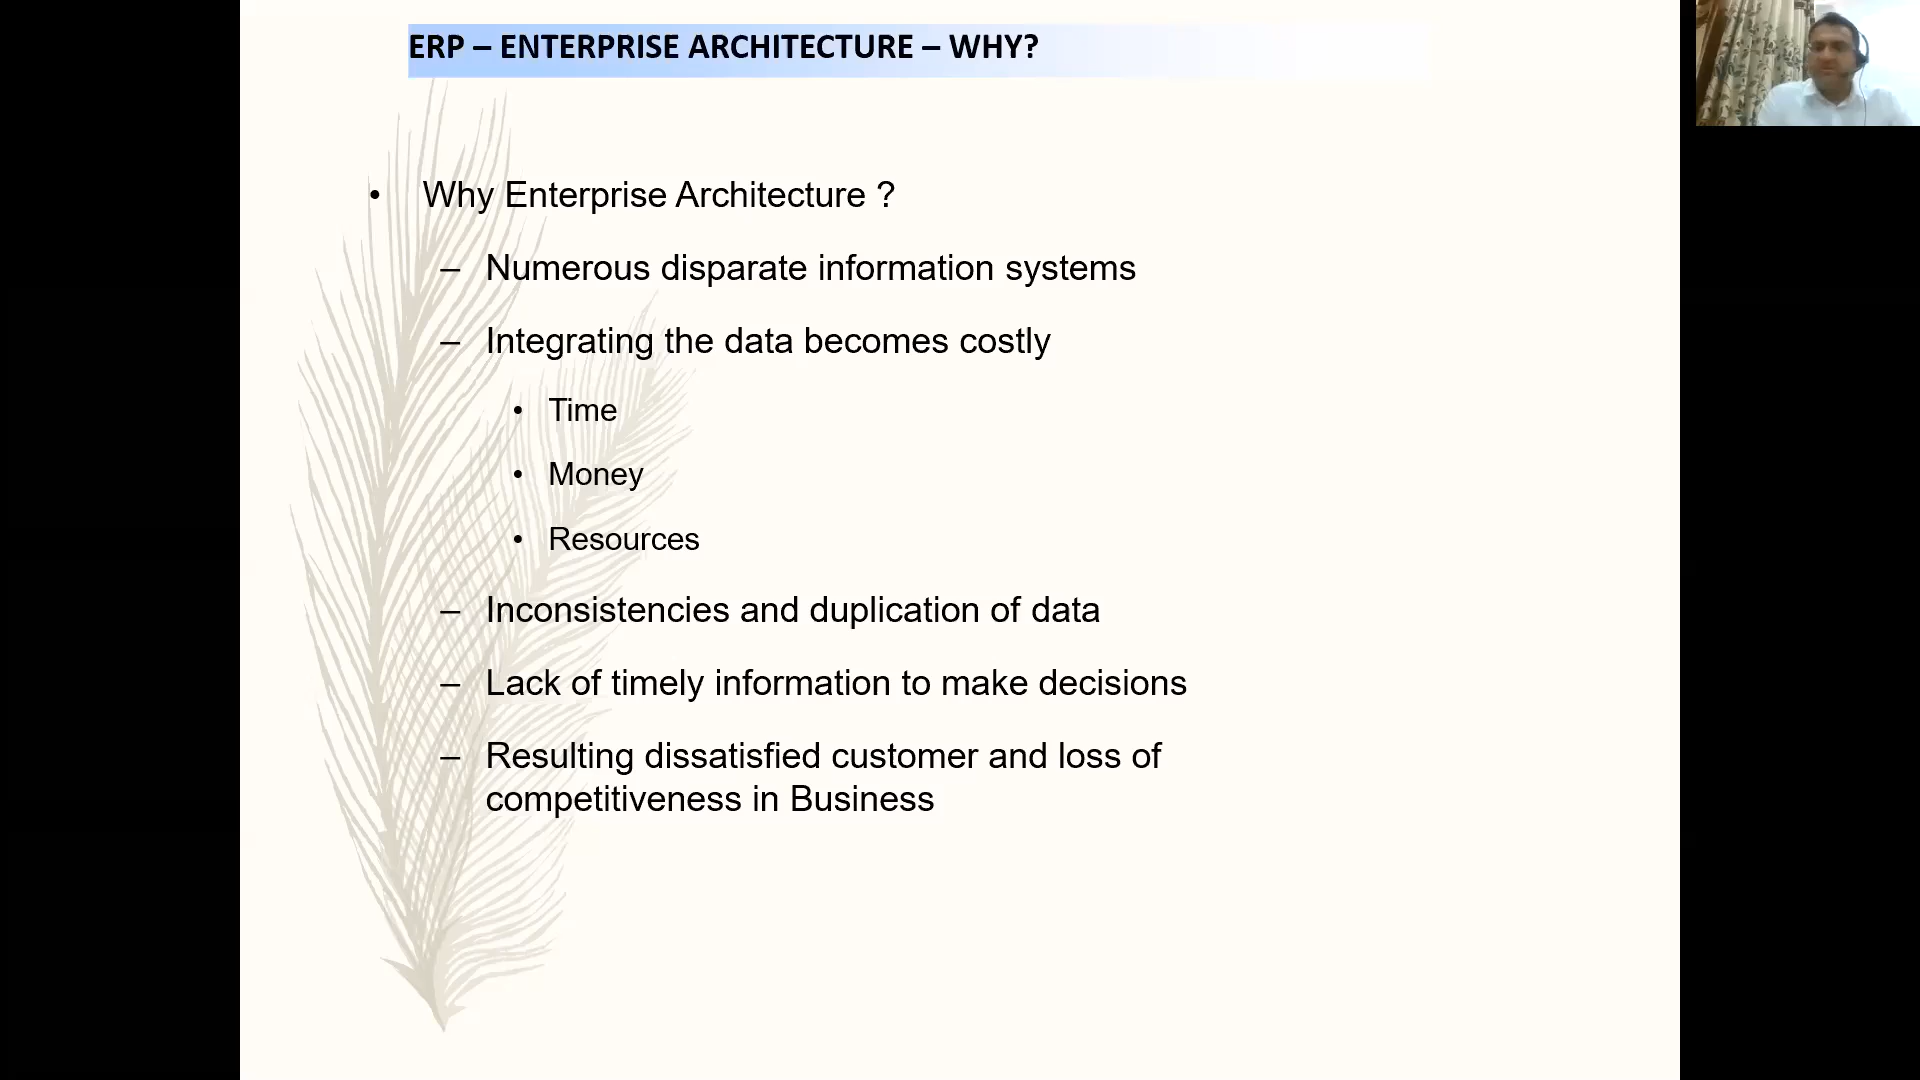 ERP – ENTERPRISE ARCHITECTURE – WHY?
• Why Enterprise Architecture ?
– Numerous disparate information systems
– Integrating the data becomes costly
• Time
• Money
• Resources
– Inconsistencies and duplication of data
– Lack of timely information to make decisions
– Resulting dissatisfied customer and loss of
competitiveness in Business